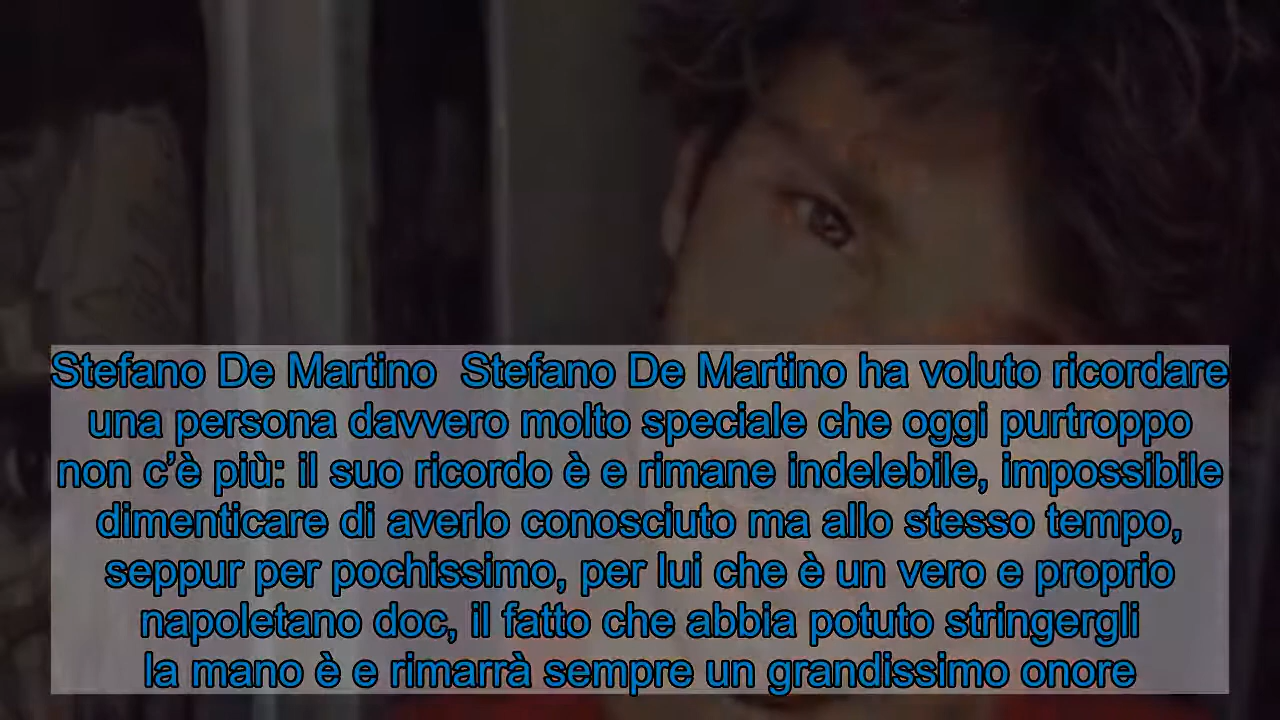 Stefano De Martino  Stefano De Martino ha voluto ricordare
una persona davvero molto speciale che oggi purtroppo
non c’è più: il suo ricordo è e rimane indelebile, impossibile
dimenticare di averlo conosciuto ma allo stesso tempo,
seppur per pochissimo, per lui che è un vero e proprio
napoletano doc, il fatto che abbia potuto stringergli
la mano è e rimarrà sempre un grandissimo onore